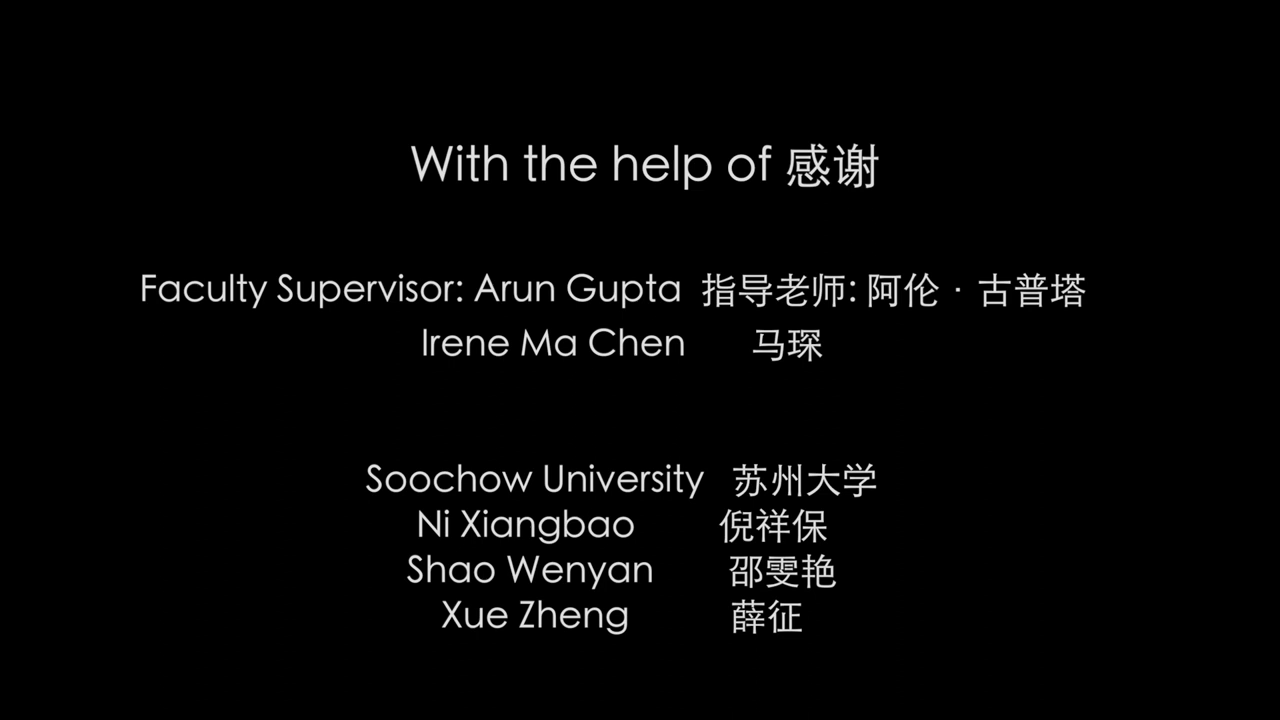 With the help of 感谢
Faculty Supervisor: Arun Gupta 指导老师: 阿伦 · 古普塔
Irene Ma Chen 马琛
Soochow University 苏州大学
Ni Xiangbao 倪祥保
Shao Wenyan 邵雯艳
Xue Zheng 薛征